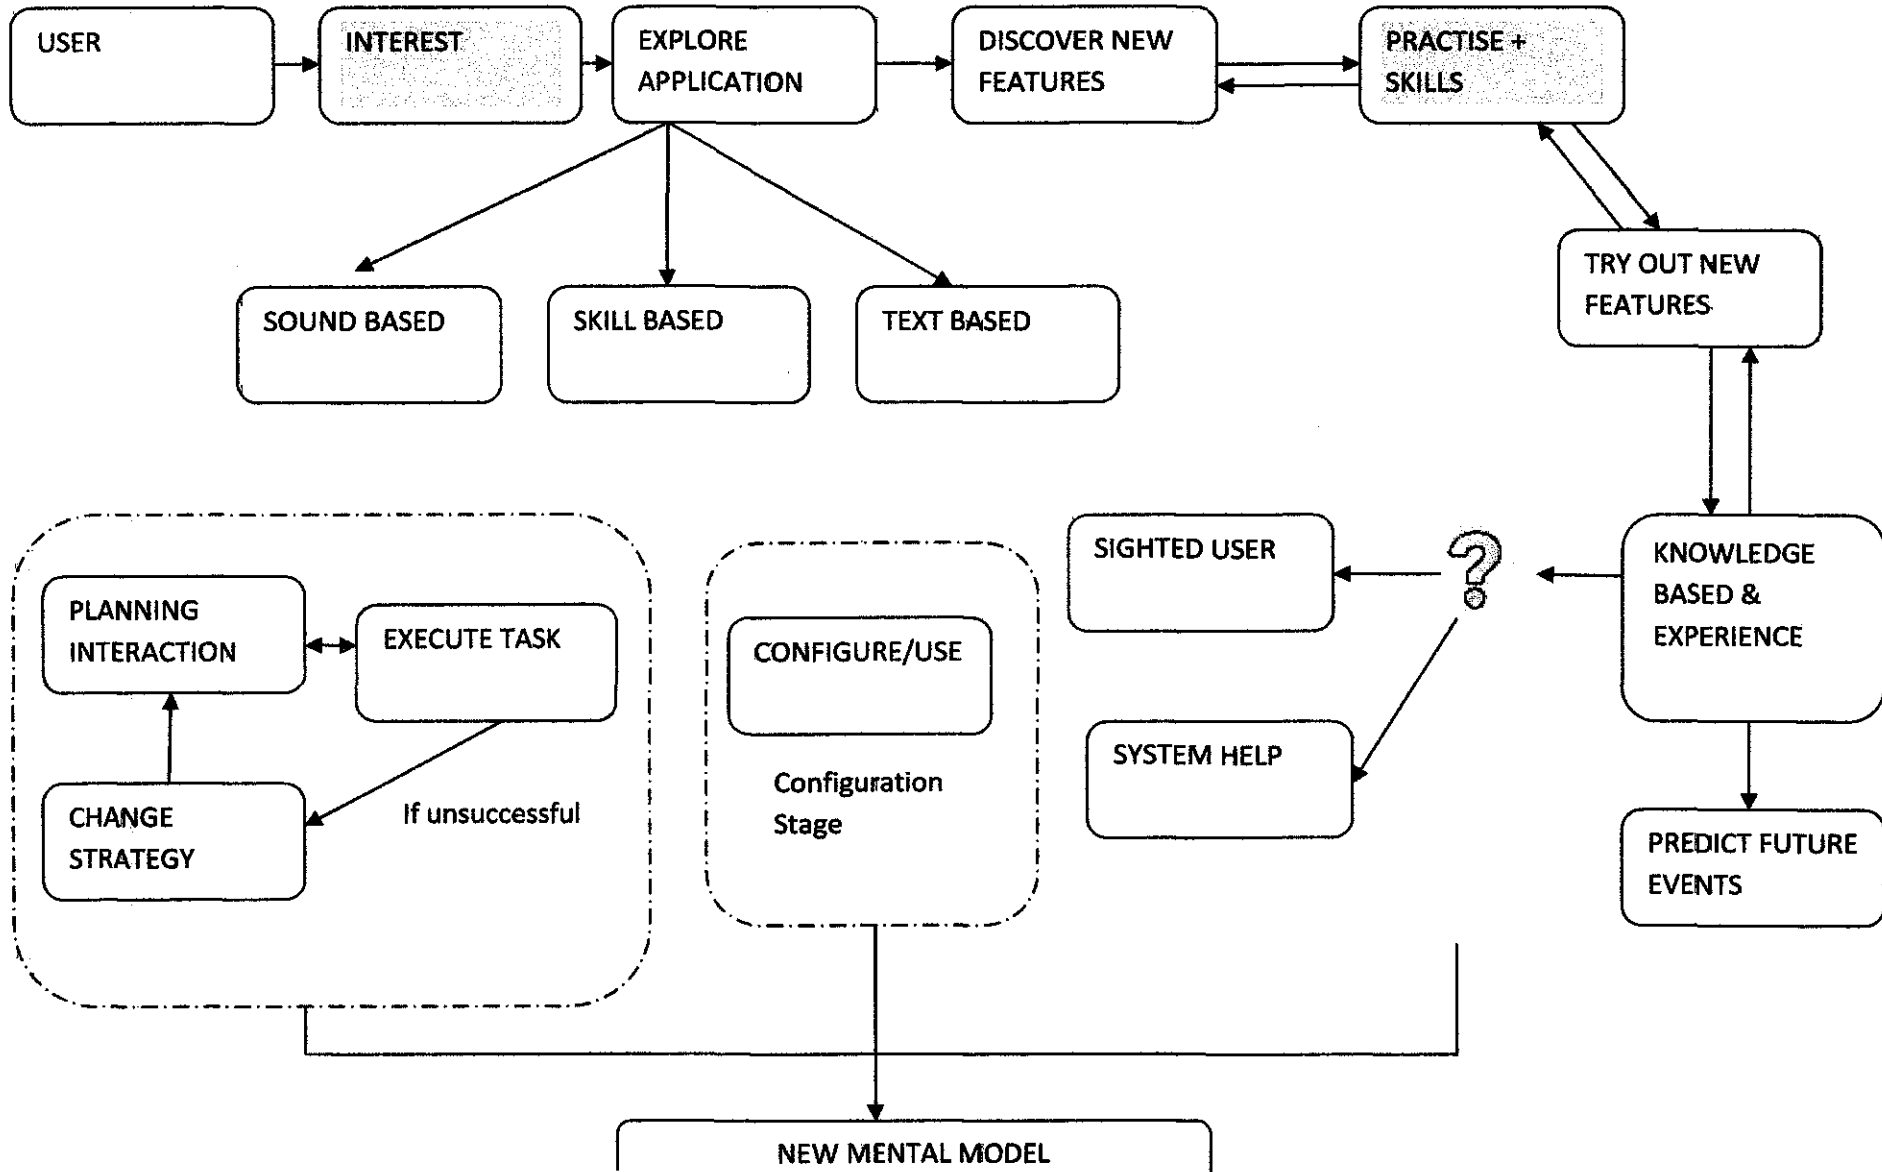 USER
INTEREST
EXPLORE
APPLICATION
DISCOVER NEW
FEATURES
PRACTISE +
SKILLS
TRY OUT NEW
FEATURES
SOUND BASED
SKILL BASED
TEXT BASED
KNOWLEDGE
BASED &
EXPERIENCE
?
SIGHTED USER
SYSTEM HELP
PREDICT FUTURE
EVENTS
CONFIGURE/USE
Configuration
Stage
PLANNING
INTERACTION
EXECUTE TASK
CHANGE
STRATEGY
If unsuccessful
NEW MENTAL MODEL